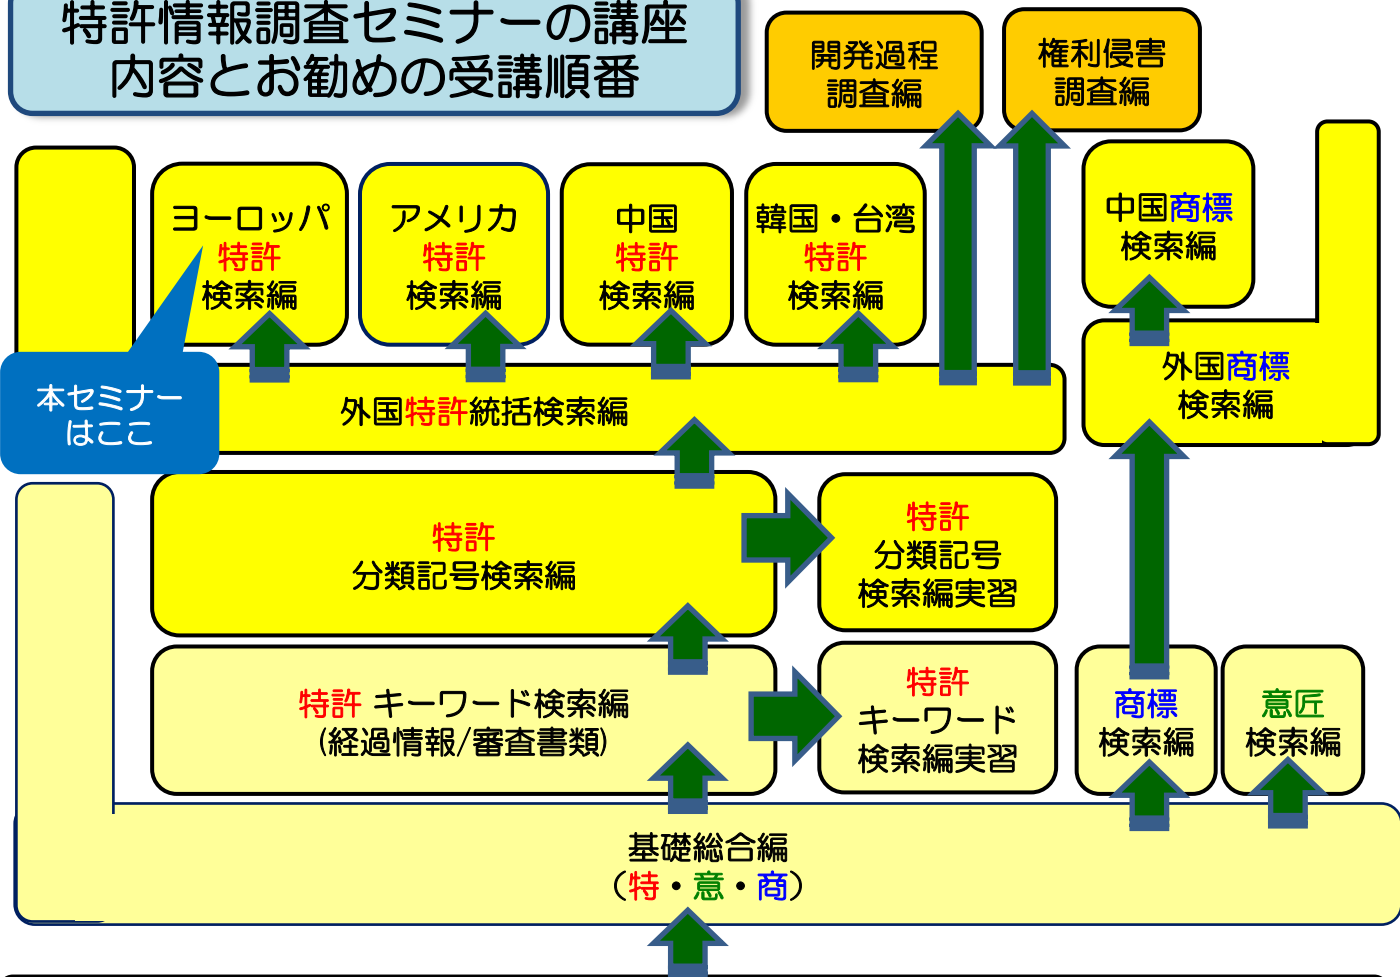 特許情報調査セミナーの講座
内容とお勧めの受講順番
開発過程
調査編
権利侵害
調査編
ヨーロッパ
特許
検索編
アメリカ
特許
検索編
中国
特許
検索編
韓国・台湾
特許
検索編
中国商標
検索編
本セミナー
はここ
外国特許統括検索編
外国商標
検索編
特許
分類記号検索編
特許
分類記号
検索編実習
特許 キーワード検索編
(経過情報/審査書類)
特許
キーワード
検索編実習
商標
検索編
意匠
検索編
基礎総合編
（特・意・商）